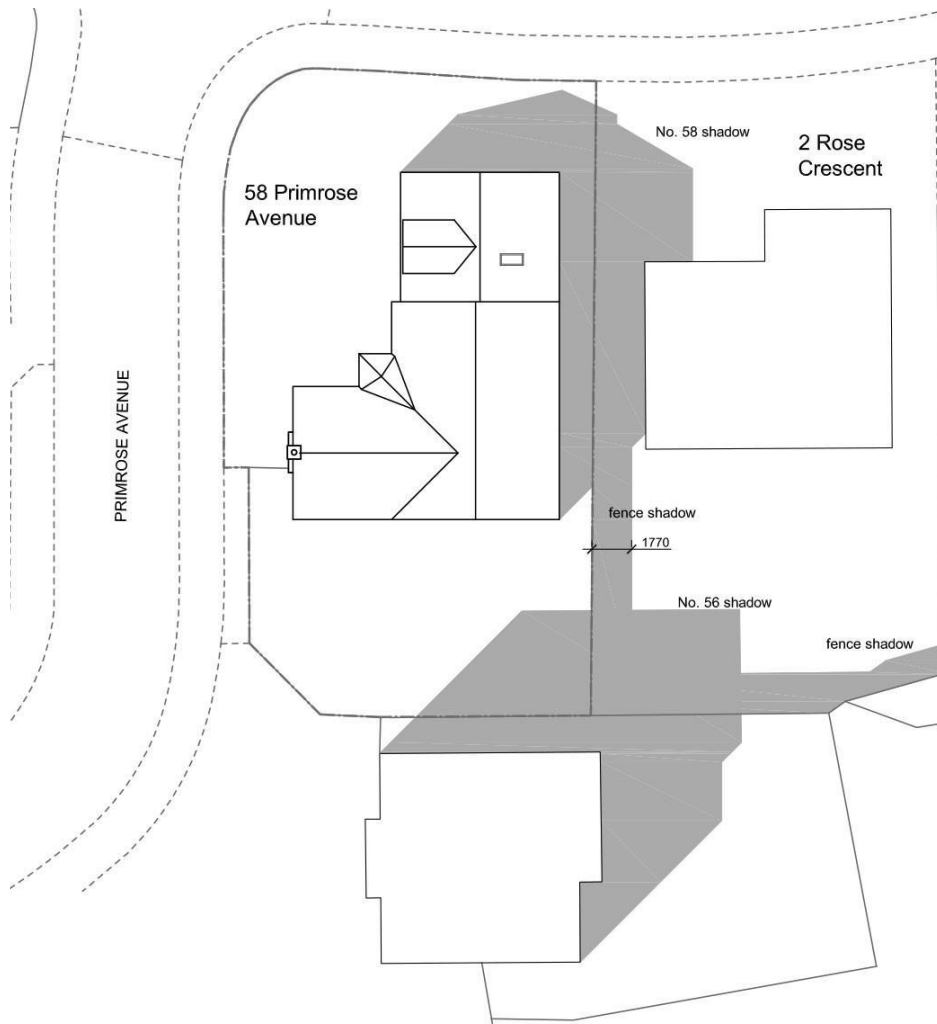 No. 58 shadow
2 Rose
Crescent
58 Primrose
Avenue
PRIMROSE AVENUE
fence shadow
1770
No. 56 shadow
fence shadow